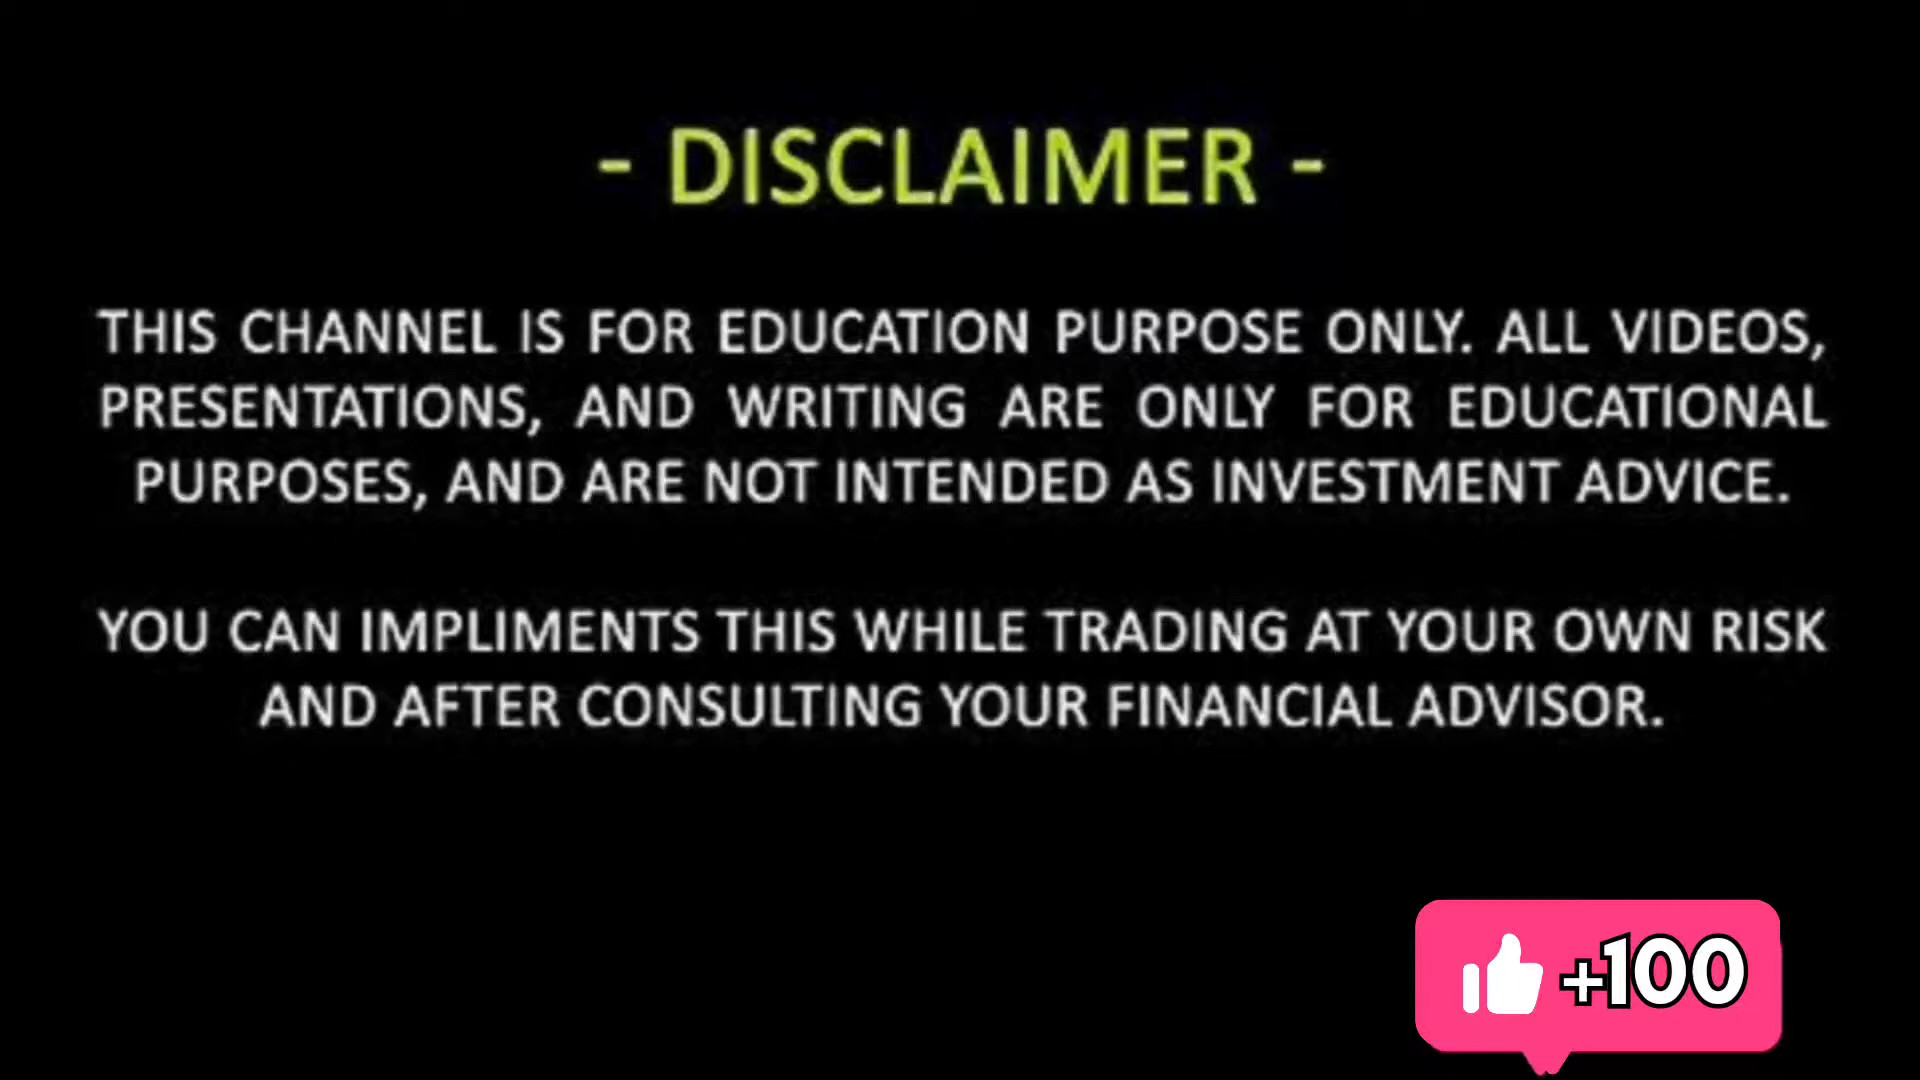 - DISCLAIMER -
THIS CHANNEL IS FOR EDUCATION PURPOSE ONLY. ALL VIDEOS,
PRESENTATIONS, AND WRITING ARE ONLY FOR EDUCATIONAL
PURPOSES, AND ARE NOT INTENDED AS INVESTMENT ADVICE.
YOU CAN IMPLIMENTS THIS WHILE TRADING AT YOUR OWN RISK
AND AFTER CONSULTING YOUR FINANCIAL ADVISOR.
+100